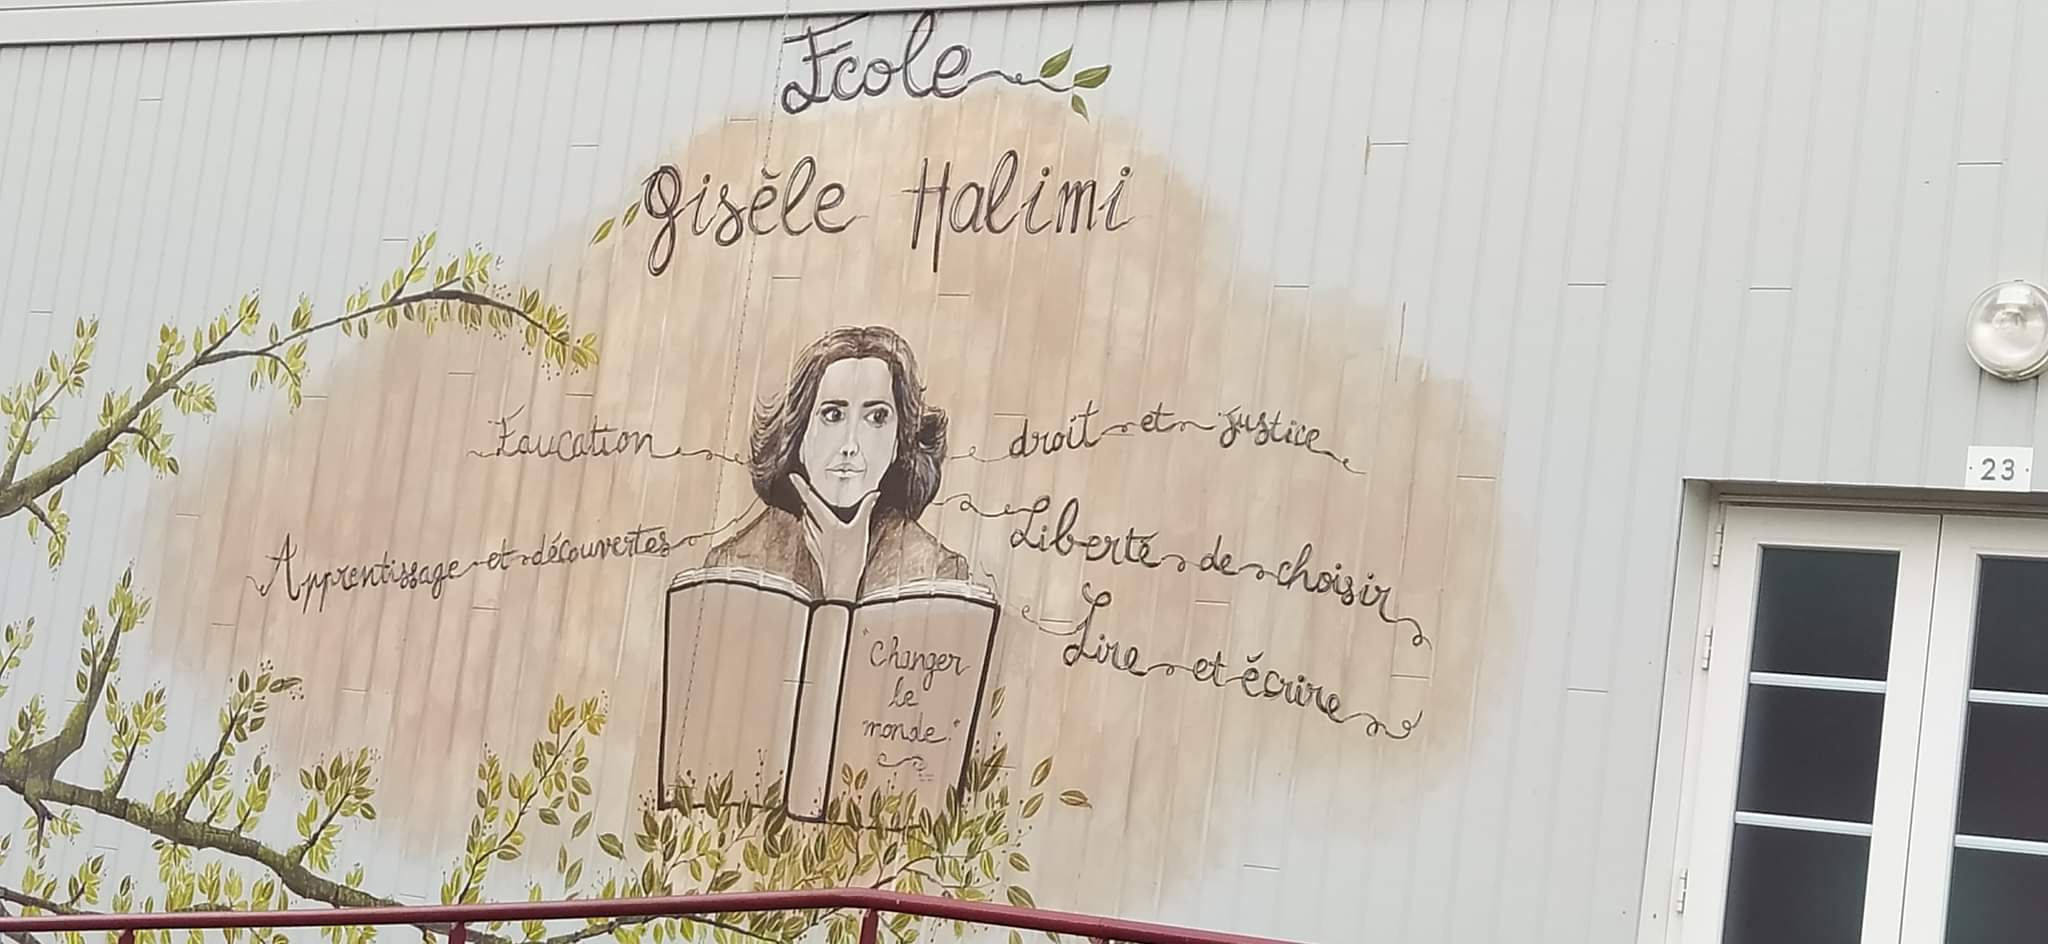 Ecole
Gisèle Halimi
Education
droit et justice
Apprentissage et découvertes
Liberté de choisir
Lire et écrire
"Changer
le
monde."
23